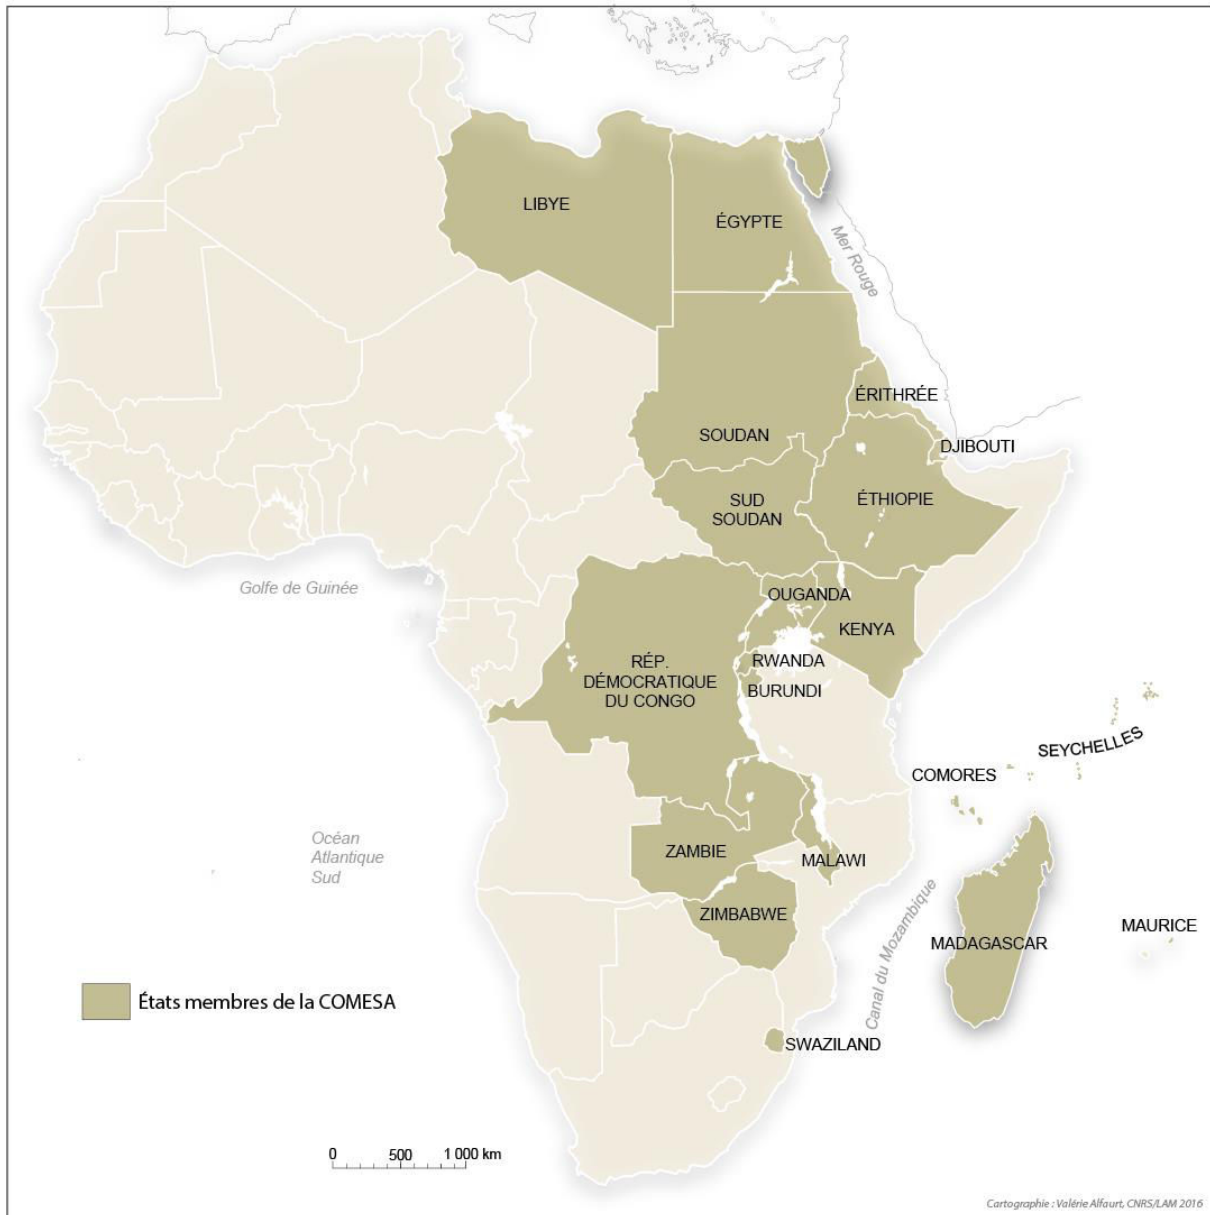 LIBYE
ÉGYPTE
Mer Rouge
ÉRITHRÉE
SOUDAN
DJIBOUTI
SUD
SOUDAN
ÉTHIOPIE
Golfe de Guinée
OUGANDA
KENYA
RÉP.
DÉMOCRATIQUE
DU CONGO
RWANDA
BURUNDI
SEYCHELLES
COMORES
Océan
Atlantique
Sud
ZAMBIE
MALAWI
ZIMBABWE
Canal du Mozambique
MADAGASCAR
MAURICE
États membres de la COMESA
SWAZILAND
0 500 1 000 km
Cartographie : Valérie Alfaurt, CNRS/LAM 2016